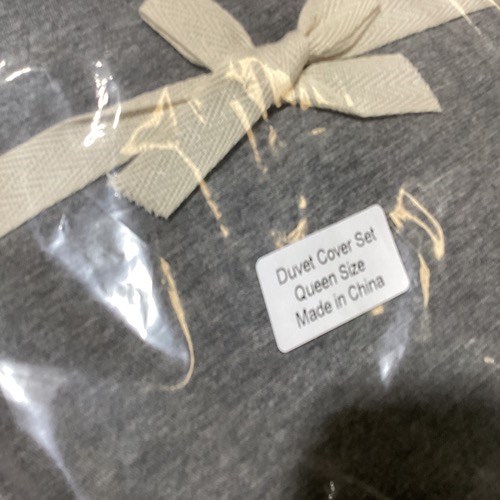 Duvet Cover Set
Queen Size
Made in China